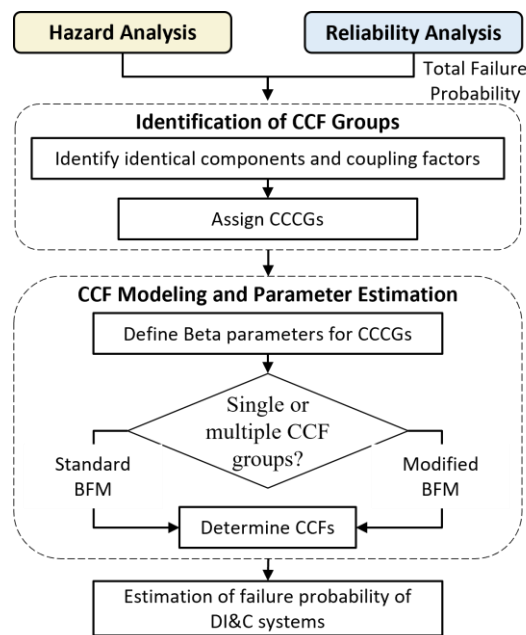 Hazard Analysis
Reliability Analysis
Total Failure
Probability
Identification of CCF Groups
Identify identical components and coupling factors
Assign CCCGs
CCF Modeling and Parameter Estimation
Define Beta parameters for CCCGs
Single or
multiple CCF
groups?
Standard
BFM
Modified
BFM
Determine CCFs
Estimation of failure probability of
DI&C systems